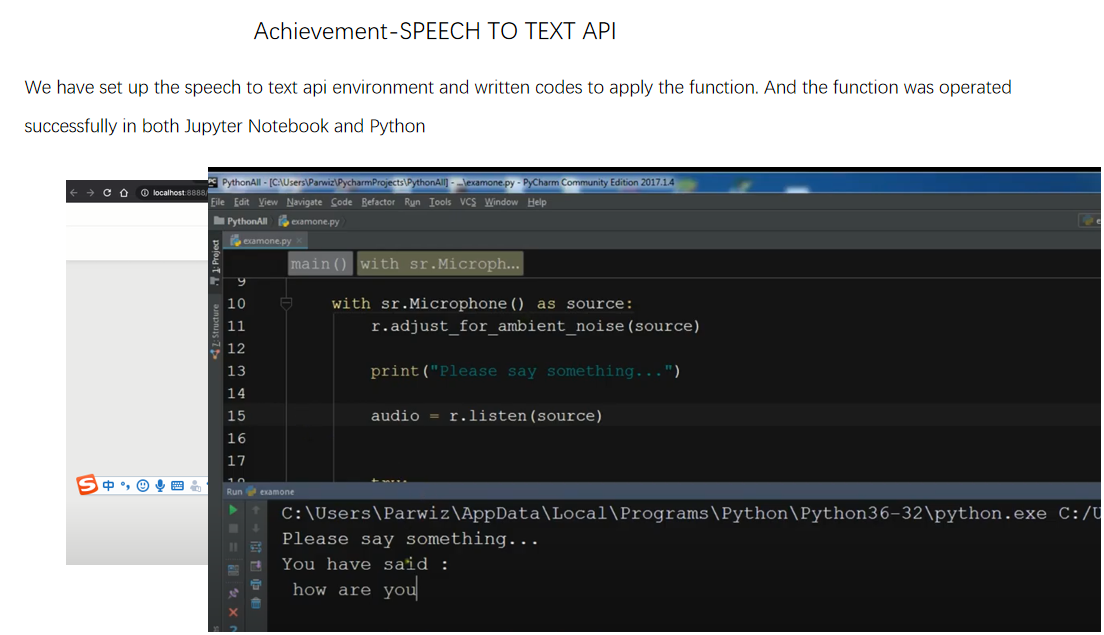 Achievement-SPEECH TO TEXT API
We have set up the speech to text api environment and written codes to apply the function. And the function was operated
successfully in both Jupyter Notebook and Python
localhost:8888/
PythonAll - [C:\Users\Parwiz\PycharmProjects\PythonAll] - ...\examone.py - PyCharm Community Edition 2017.1.4
File Edit View Navigate Code Refactor Run Tools VCS Window Help
PythonAll examone.py
examone.py
1: Project
main() with sr.Microph...
9
10 with sr.Microphone() as source:
7: Structure
11 r.adjust_for_ambient_noise(source)
12
13 print("Please say something...")
14
15 audio = r.listen(source)
16
17
中
Run examone
C:\Users\Parwiz\AppData\Local\Programs\Python\Python36-32\python.exe C:/U
Please say something...
You have said :
how are you